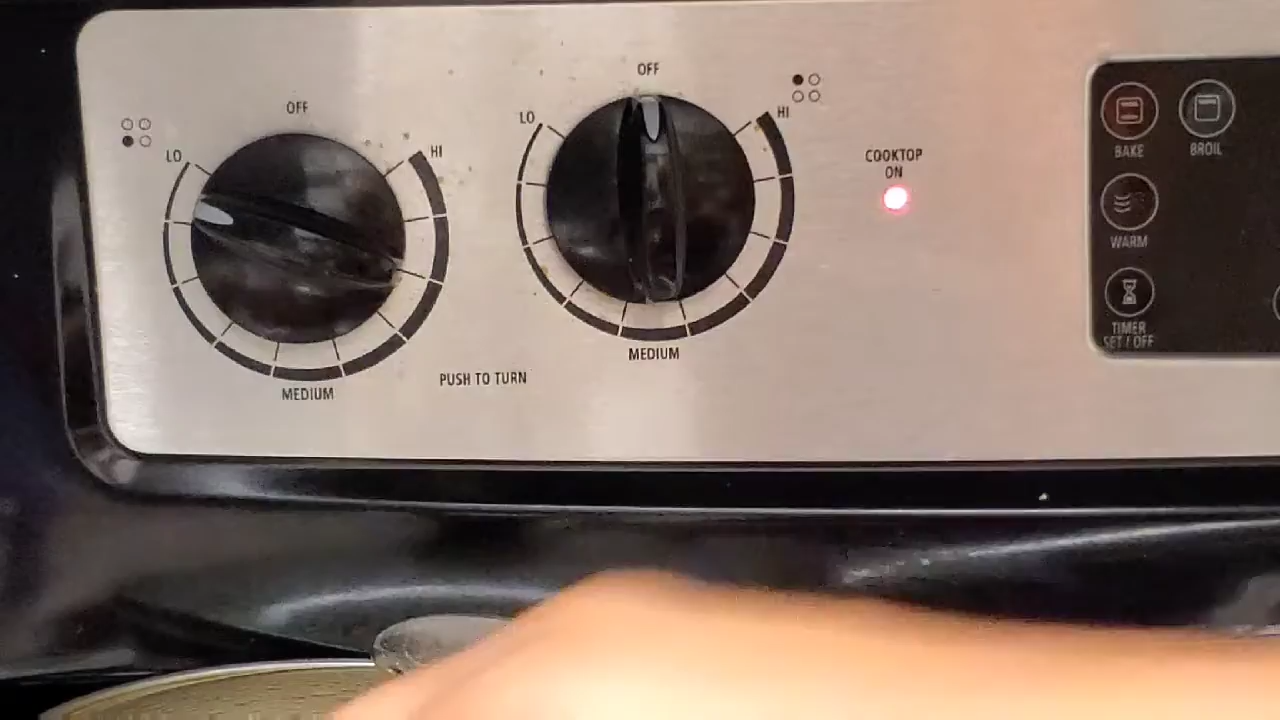 OFF
LO
HI
MEDIUM
PUSH TO TURN
OFF
LO
HI
MEDIUM
COOKTOP
ON
BAKE
BROIL
WARM
TIMER
SET / OFF